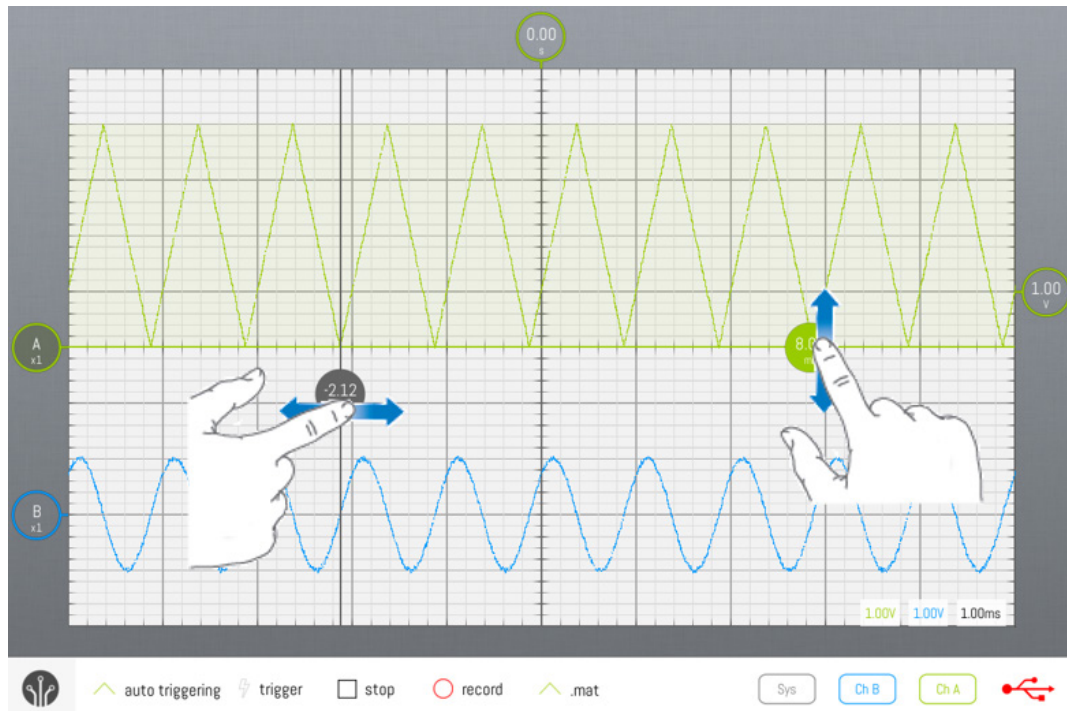 0.00
s
1.00
V
A
x1
-2.12
B
x1
1.00V 1.00V 1.00ms
auto triggering trigger stop record .mat Sys Ch B Ch A